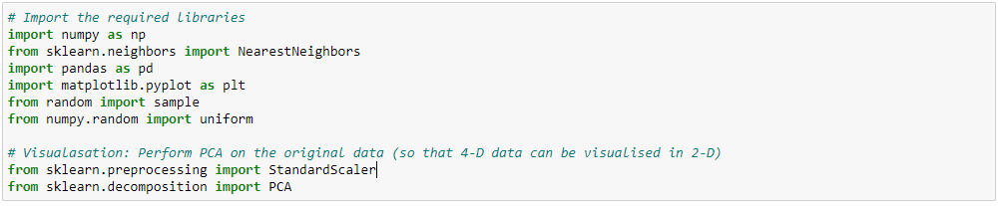 # Import the required libraries
import numpy as np
from sklearn.neighbors import NearestNeighbors
import pandas as pd
import matplotlib.pyplot as plt
from random import sample
from numpy.random import uniform
# Visualasation: Perform PCA on the original data (so that 4-D data can be visualised in 2-D)
from sklearn.preprocessing import StandardScaler
from sklearn.decomposition import PCA